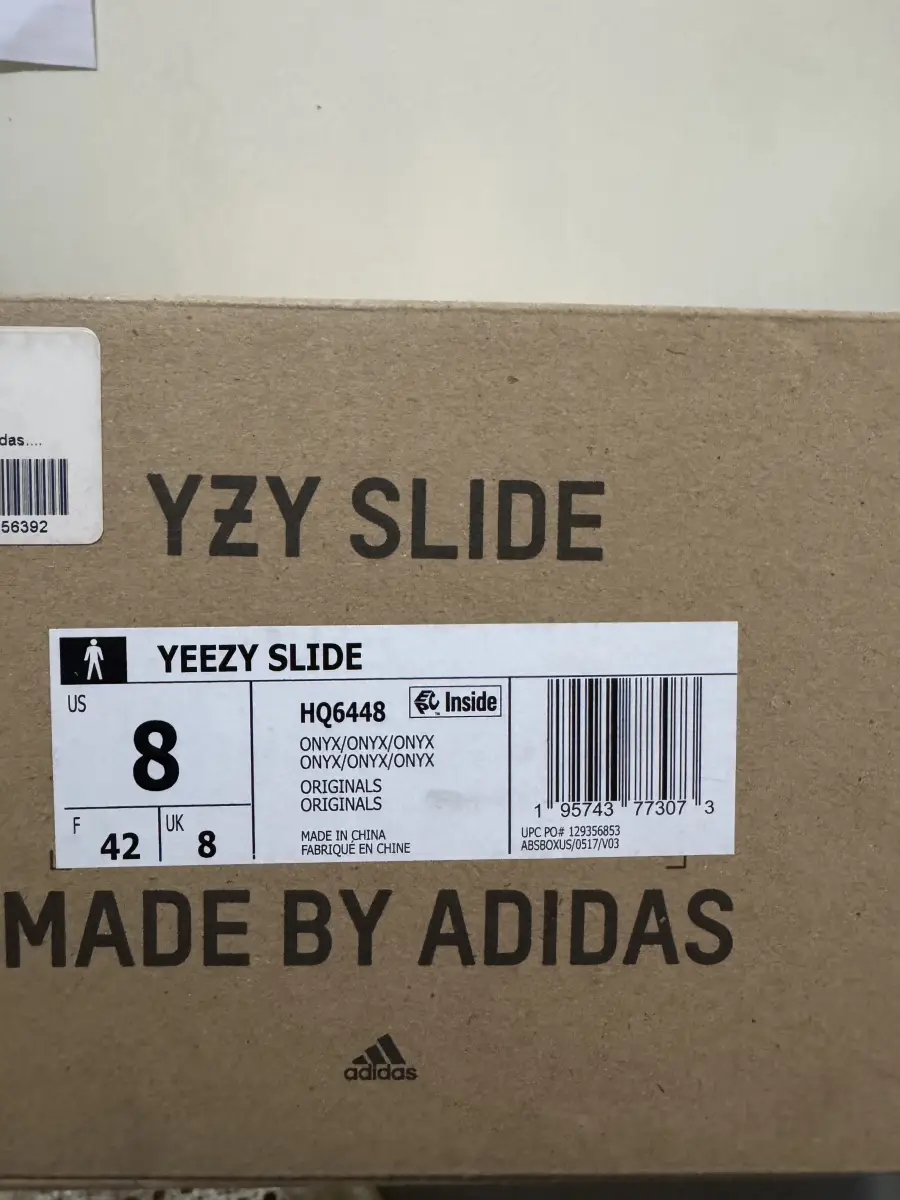 das....
56392
YZY SLIDE
YEEZY SLIDE
US
8
F 42
UK 8
HQ6448
Inside
ONYX/ONYX/ONYX
ONYX/ONYX/ONYX
ORIGINALS
ORIGINALS
MADE IN CHINA
FABRIQUÉ EN CHINE
1 95743 77307 3
UPC PO# 129356853
ABSBOXUS/0517/V03
MADE BY ADIDAS
adidas